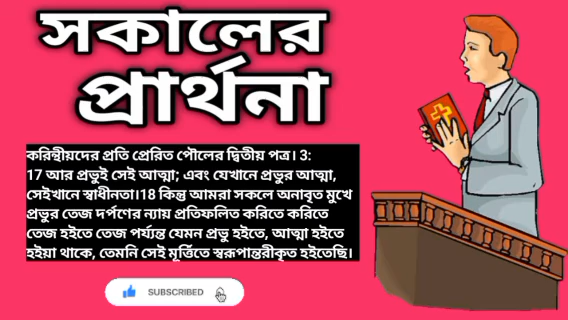 সকালের
প্রার্থনা
করিন্থীয়দের প্রতি প্রেরিত পৌলের দ্বিতীয় পত্র। 3:
17 আর প্রভুই সেই আত্মা; এবং যেখানে প্রভুর আত্মা,
সেইখানে স্বাধীনতা।18 কিন্তু আমরা সকলে অনাবৃত মুখে
প্রভুর তেজ দর্পণের ন্যায় প্রতিফলিত করিতে করিতে
তেজ হইতে তেজ পর্য্যন্ত যেমন প্রভু হইতে, আত্মা হইতে
হইয়া থাকে, তেমনি সেই মূর্ত্তিতে স্বরূপান্তরীকৃত হইতেছি।
SUBSCRIBED